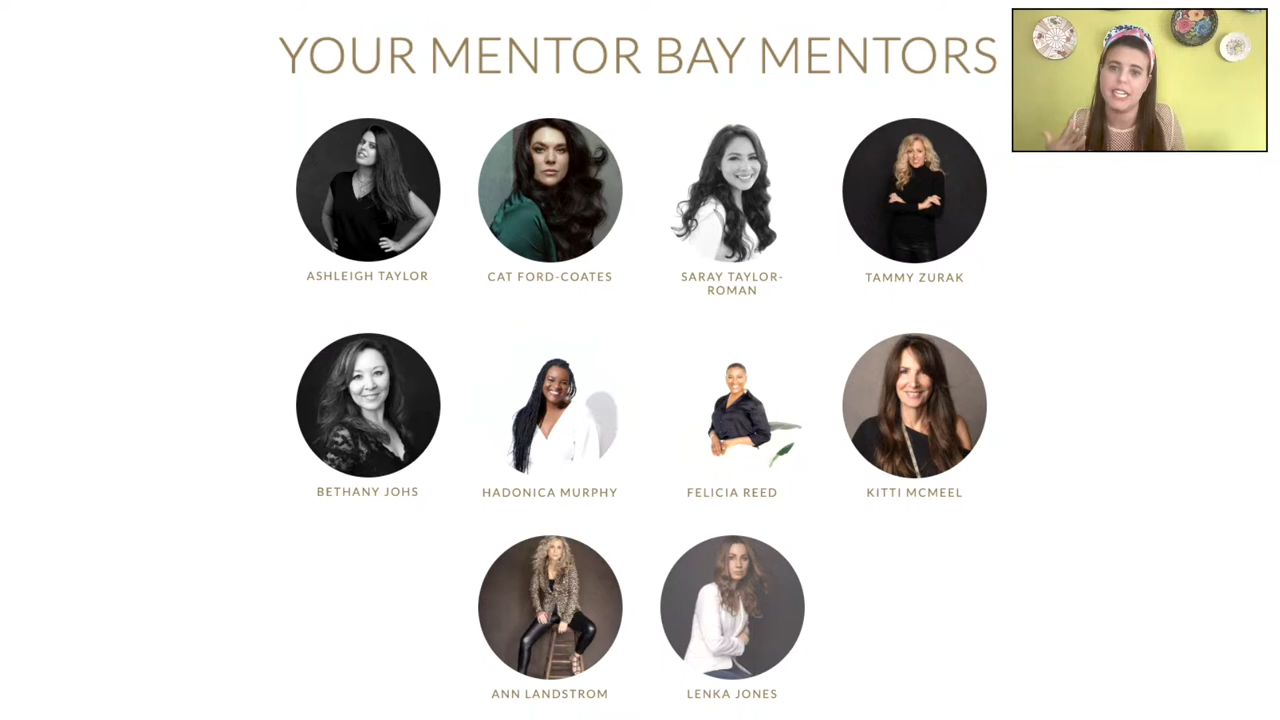 YOUR MENTOR BAY MENTORS
ASHLEIGH TAYLOR
CAT FORD-COATES
SARAY TAYLOR-
ROMAN
TAMMY ZURAK
BETHANY JOHS
HADONICA MURPHY
FELICIA REED
KITTI MCMEEL
ANN LANDSTROM
LENKA JONES